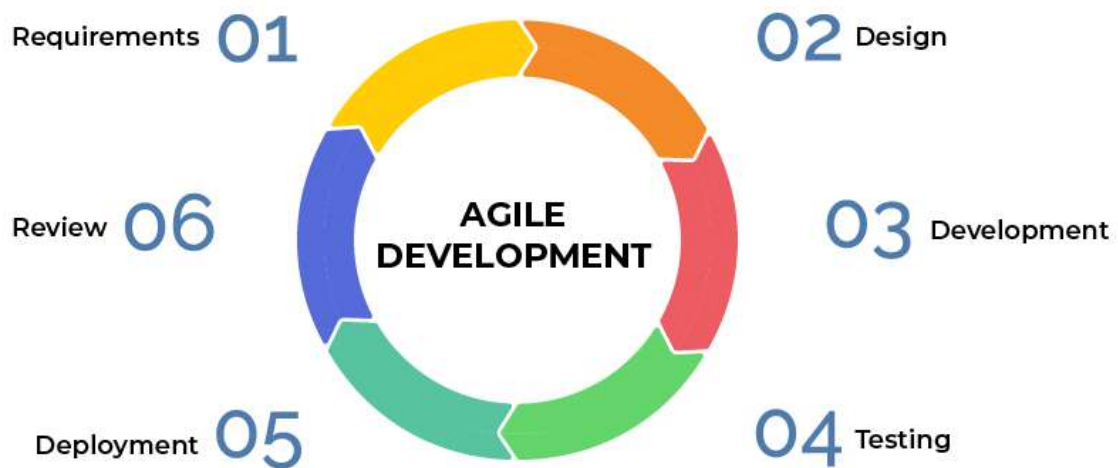 Requirements 01
02 Design
Review 06
AGILE
DEVELOPMENT
03 Development
Deployment 05
04 Testing